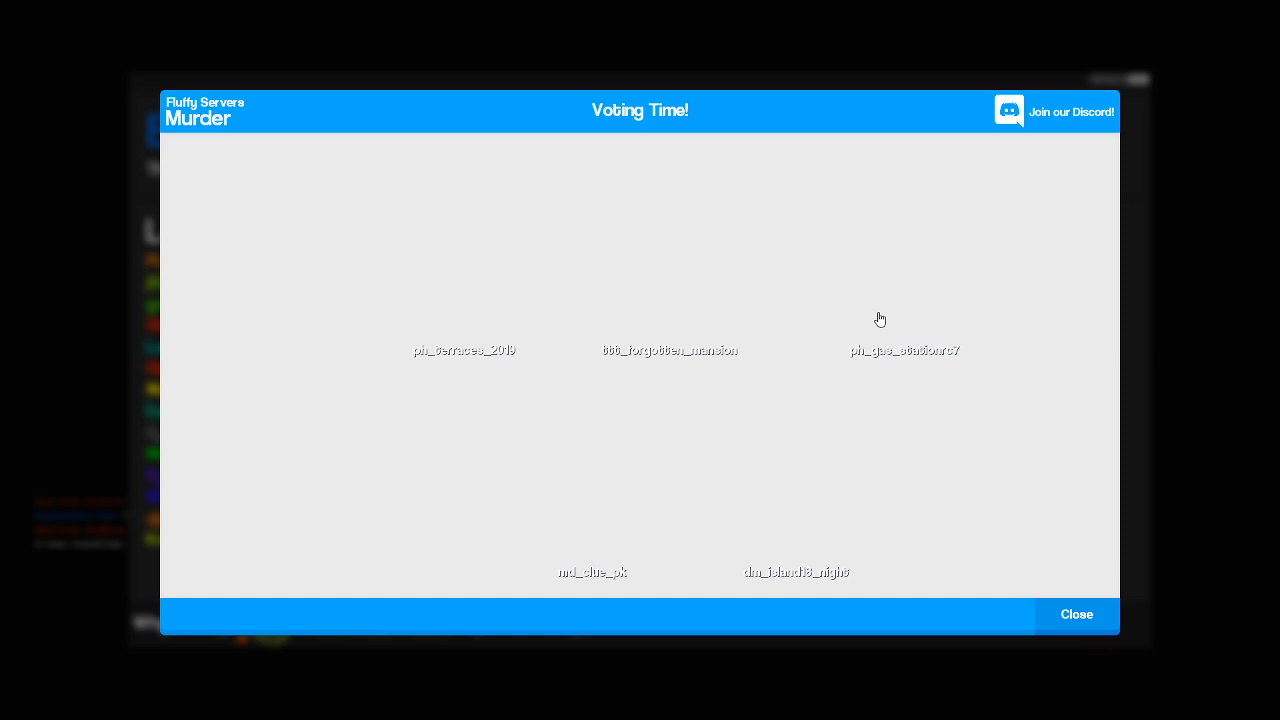 Fluffy Servers
Murder
Voting Time!
Join our Discord!
ph_terraces_2019
ttt_forgotten_mansion
ph_gas_stationrc7
md_clue_pk
dm_island18_night
Close